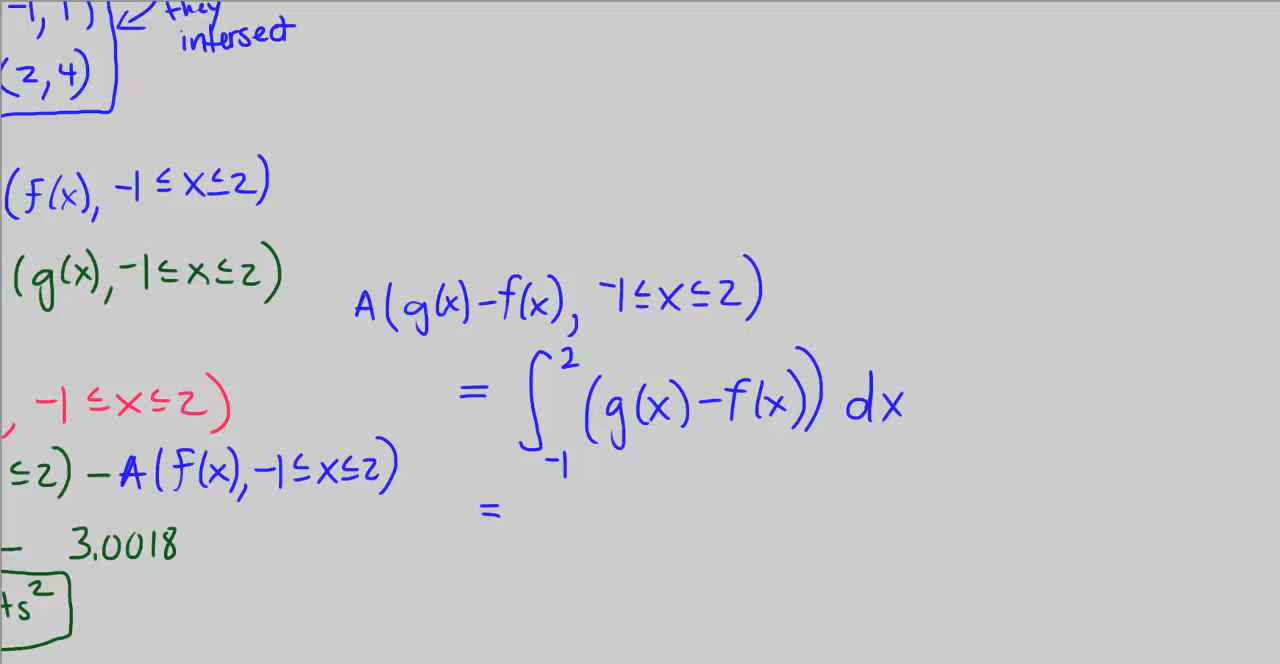 -1, 1)
they
intersect
(2, 4)
(f(x), -1 ≤ x ≤ 2)
(g(x), -1 ≤ x ≤ 2)
, -1 ≤ x ≤ 2)
≤ 2) - A(f(x), -1 ≤ x ≤ 2)
- 3.0018
ts²
A(g(x) - f(x), -1 ≤ x ≤ 2)
= ∫₋₁² (g(x) - f(x)) dx
=